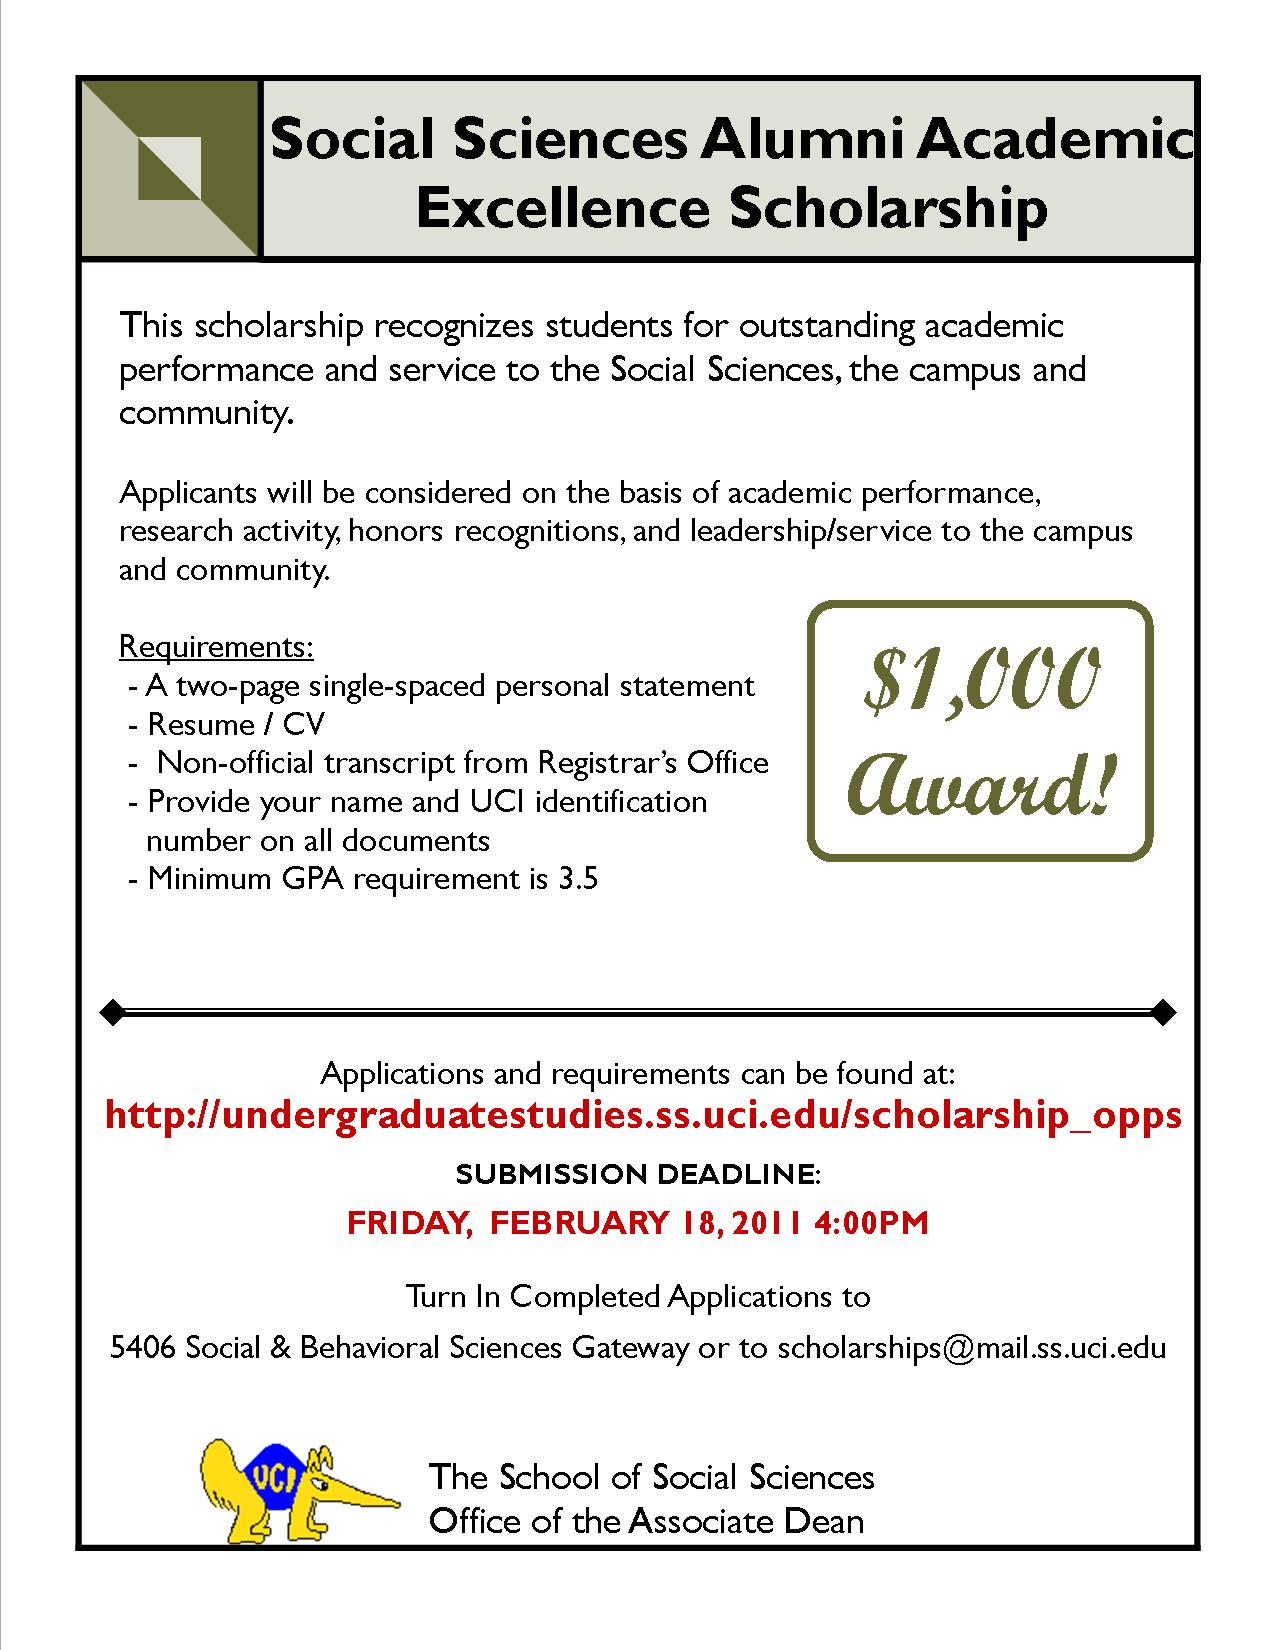 Social Sciences Alumni Academic
Excellence Scholarship
This scholarship recognizes students for outstanding academic
performance and service to the Social Sciences, the campus and
community.
Applicants will be considered on the basis of academic performance,
research activity, honors recognitions, and leadership/service to the campus
and community.
Requirements:
- A two-page single-spaced personal statement
- Resume / CV
- Non-official transcript from Registrar’s Office
- Provide your name and UCI identification
number on all documents
- Minimum GPA requirement is 3.5
$1,000
Award!
Applications and requirements can be found at:
http://undergraduatestudies.ss.uci.edu/scholarship_opps
SUBMISSION DEADLINE:
FRIDAY, FEBRUARY 18, 2011 4:00PM
Turn In Completed Applications to
5406 Social & Behavioral Sciences Gateway or to scholarships@mail.ss.uci.edu
UCI
The School of Social Sciences
Office of the Associate Dean